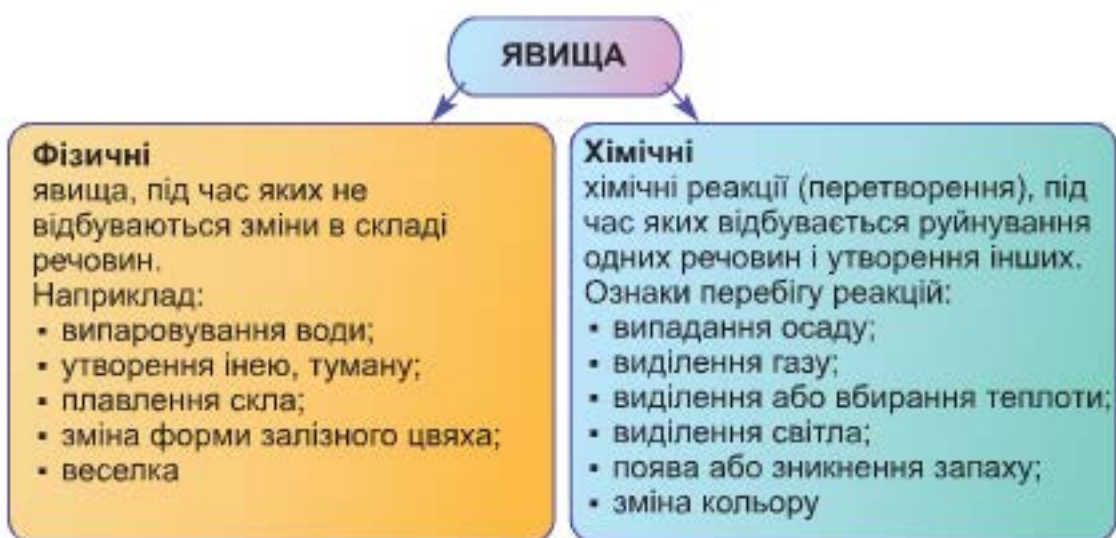 ЯВИЩА
Фізичні
явища, під час яких не
відбуваються зміни в складі
речовин.
Наприклад:
▪ випаровування води;
▪ утворення інею, туману;
▪ плавлення скла;
▪ зміна форми залізного цвяха;
▪ веселка
Хімічні
хімічні реакції (перетворення), під
час яких відбувається руйнування
одних речовин і утворення інших.
Ознаки перебігу реакцій:
▪ випадання осаду;
▪ виділення газу;
▪ виділення або вбирання теплоти;
▪ виділення світла;
▪ поява або зникнення запаху;
▪ зміна кольору